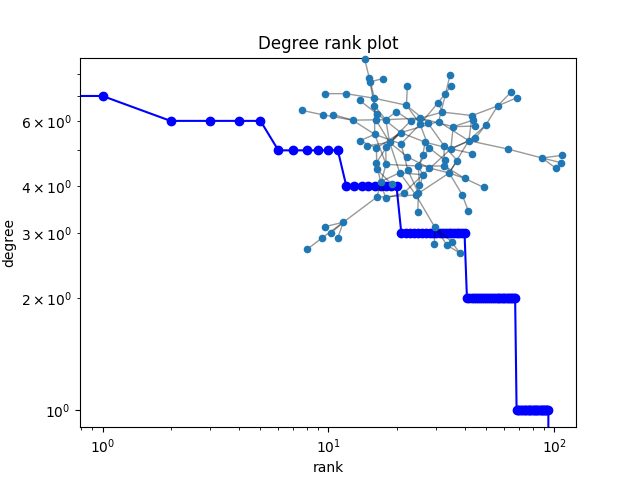 Degree rank plot
degree
6 × 10⁰
4 × 10⁰
3 × 10⁰
2 × 10⁰
10⁰
10⁰ 10¹ 10²
rank